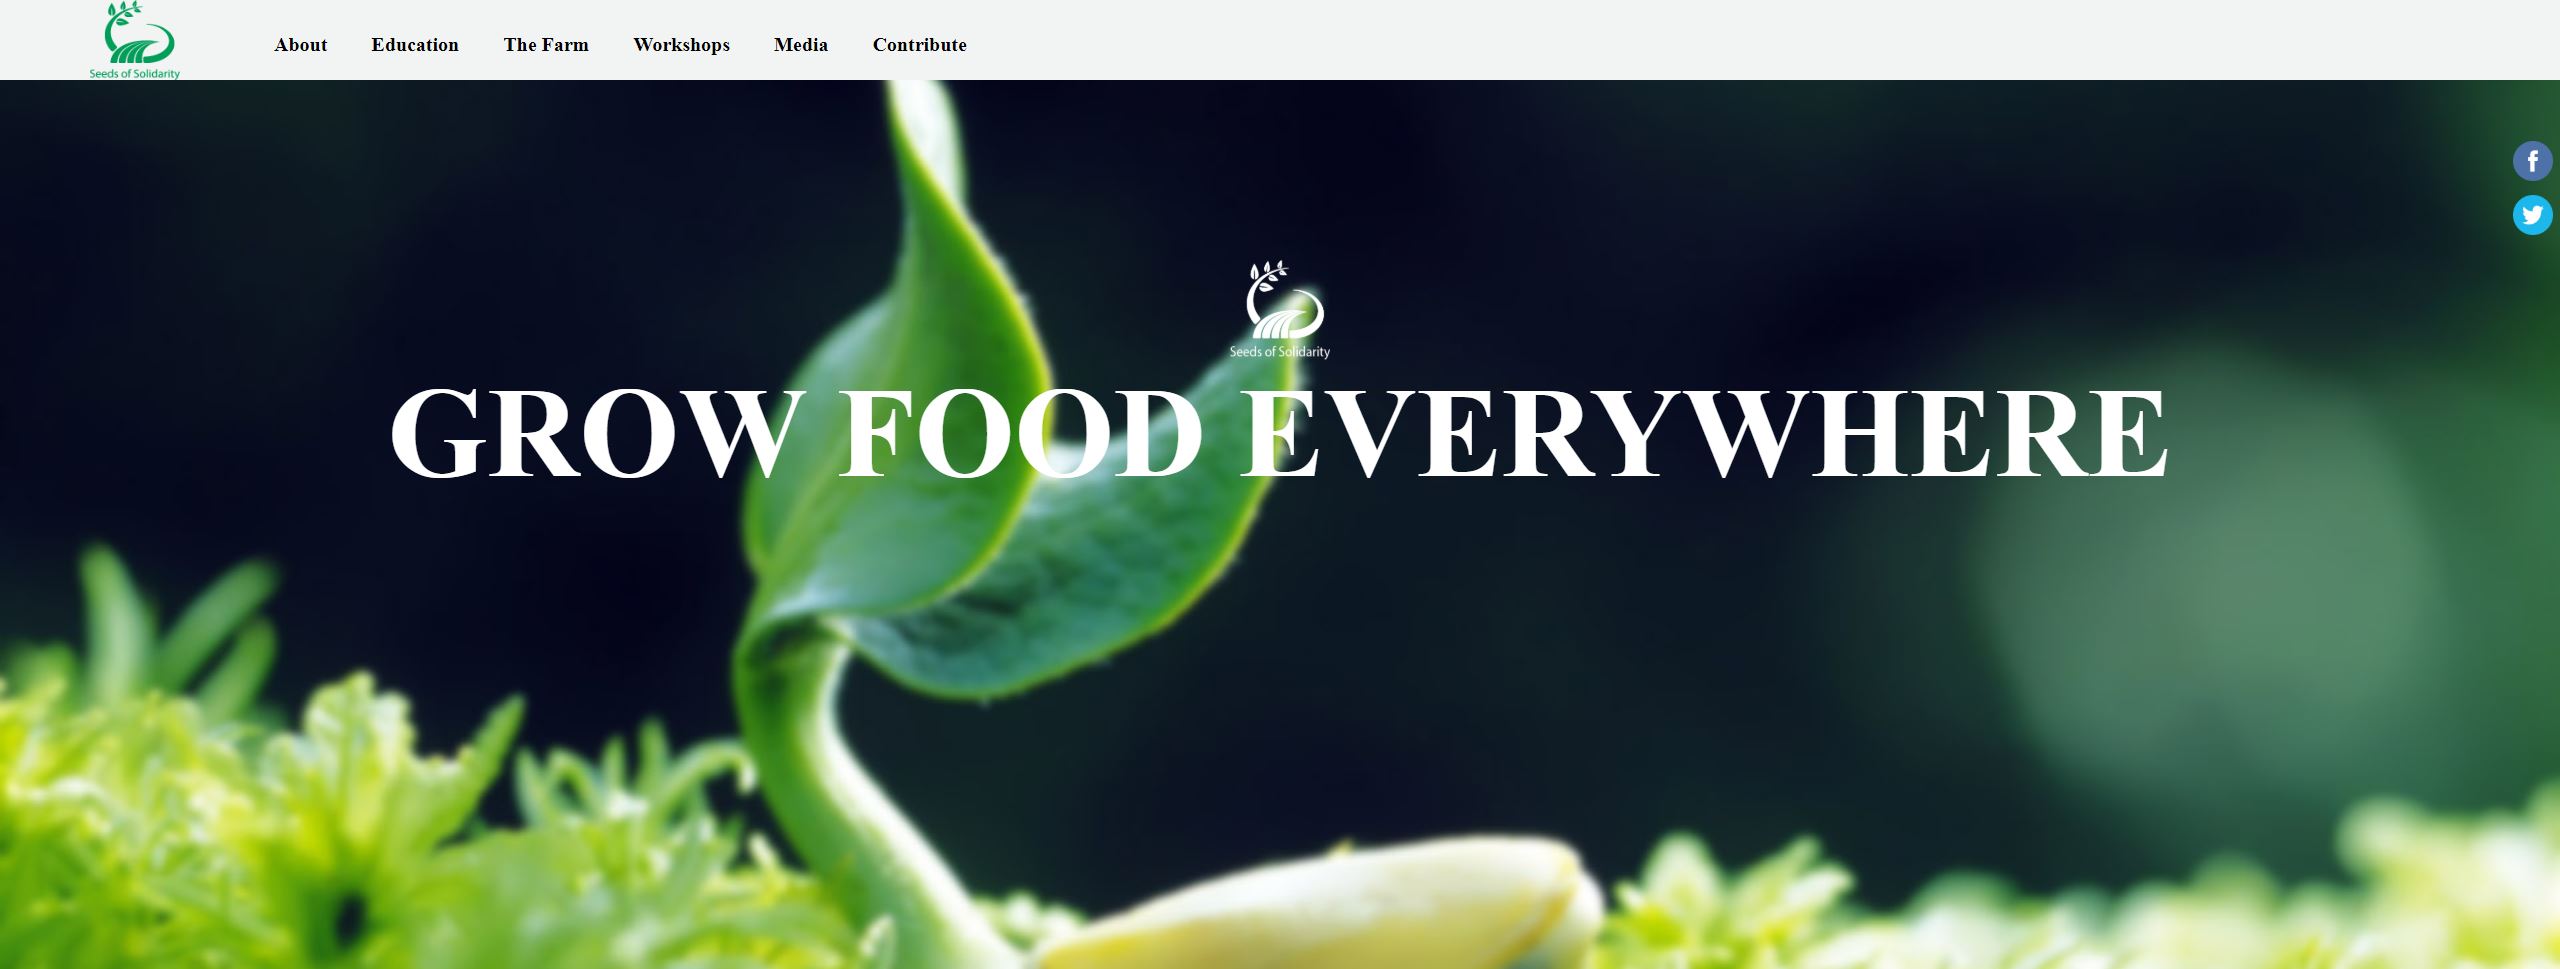 Seeds of Solidarity
About Education The Farm Workshops Media Contribute
f
Seeds of Solidarity
GROW FOOD EVERYWHERE